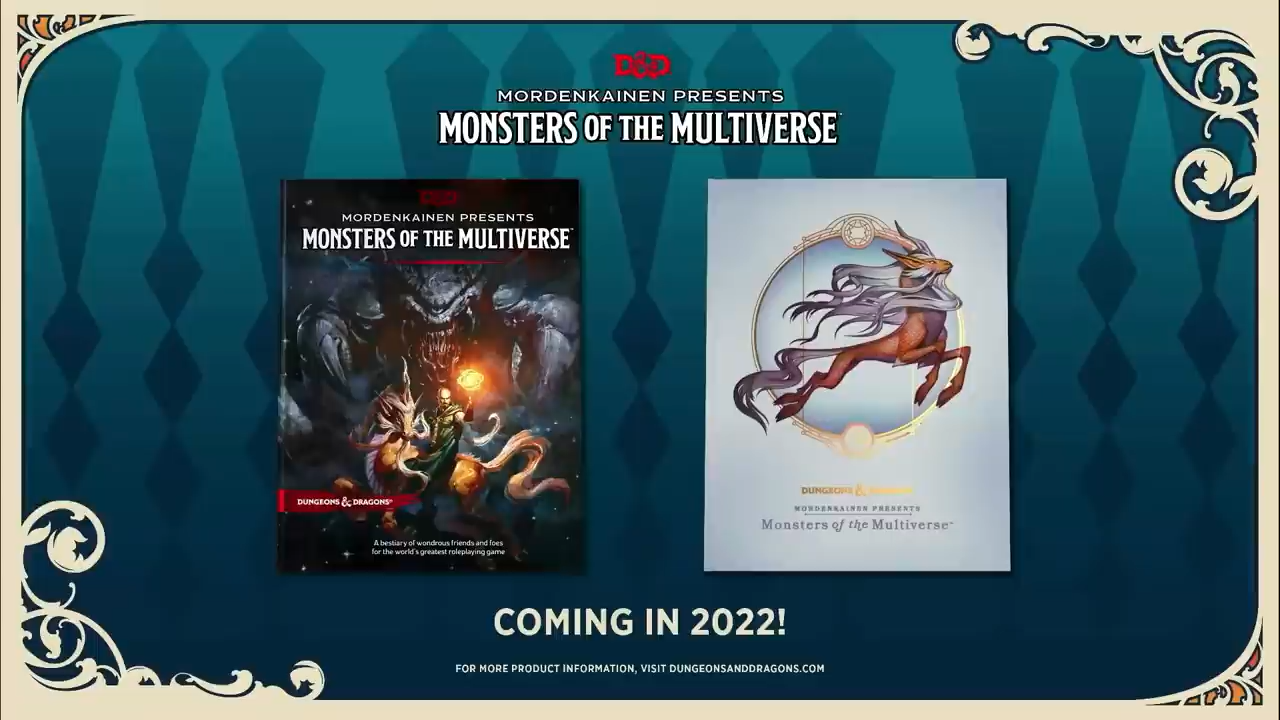 D&D
MORDENKAINEN PRESENTS
MONSTERS OF THE MULTIVERSE
D&D
MORDENKAINEN PRESENTS
MONSTERS OF THE MULTIVERSE™
DUNGEONS & DRAGONS®
A bestiary of wondrous friends and foes
for the world's greatest roleplaying game
DUNGEONS & DRAGONS
MORDENKAINEN PRESENTS
Monsters of the Multiverse™
COMING IN 2022!
FOR MORE PRODUCT INFORMATION, VISIT DUNGEONSANDDRAGONS.COM